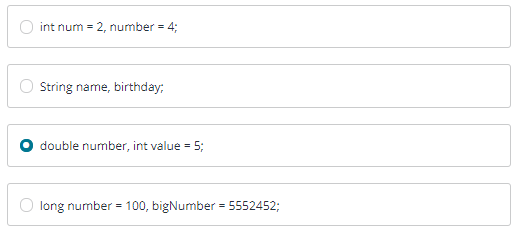 int num = 2, number = 4;
String name, birthday;
double number, int value = 5;
long number = 100, bigNumber = 5552452;